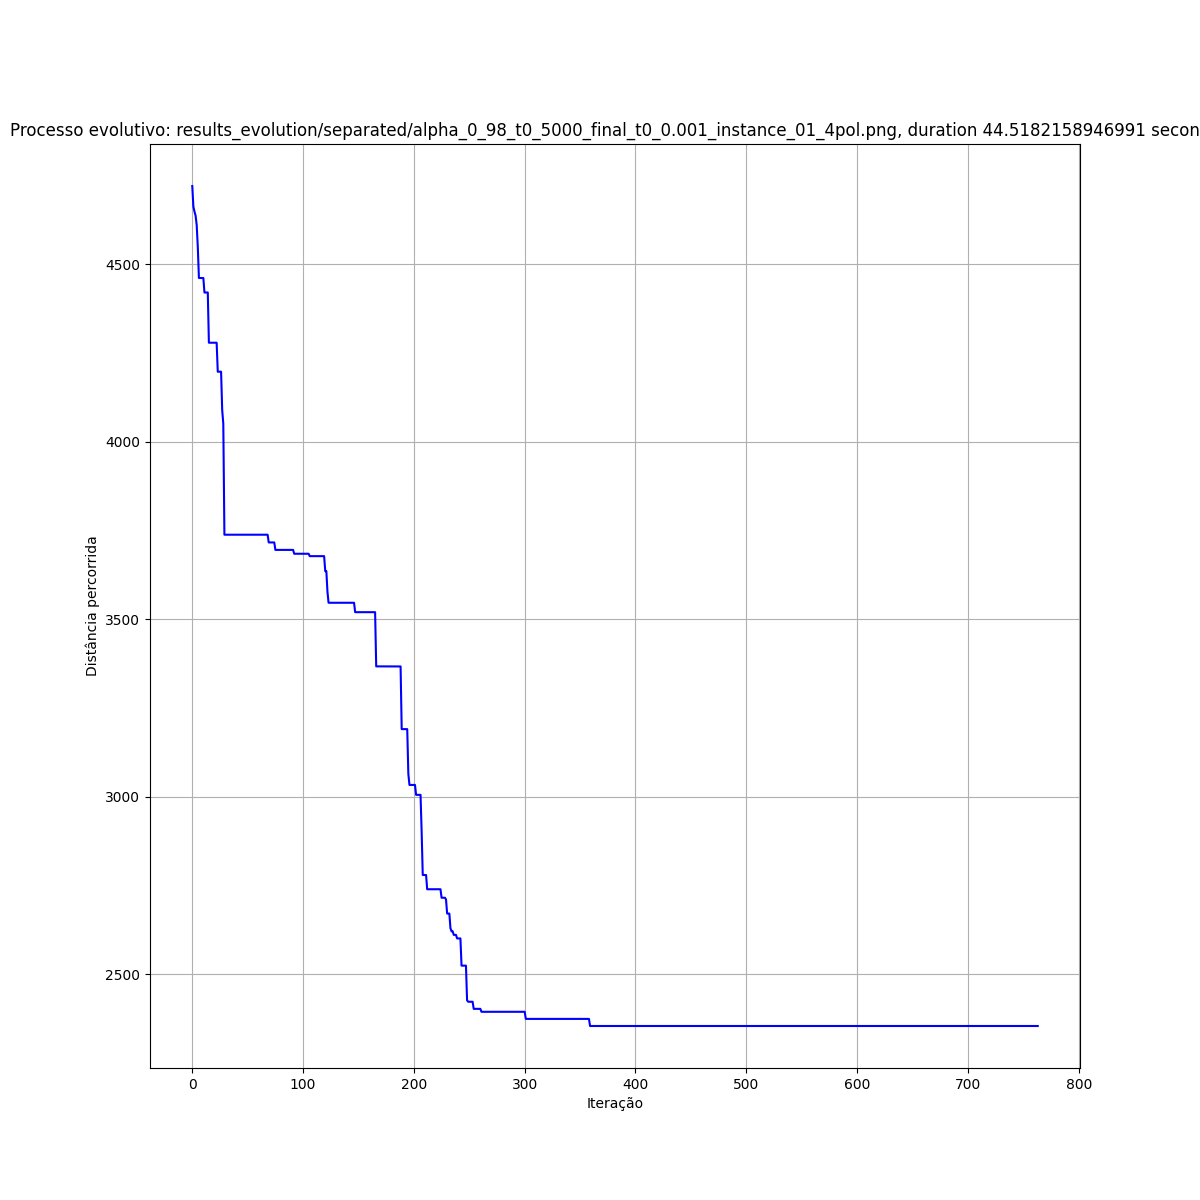 Processo evolutivo: results_evolution/separated/alpha_0_98_t0_5000_final_t0_0.001_instance_01_4pol.png, duration 44.5182158946991 secon
4500
4000
3500
3000
2500
Distância percorrida
0 100 200 300 400 500 600 700 800
Iteração